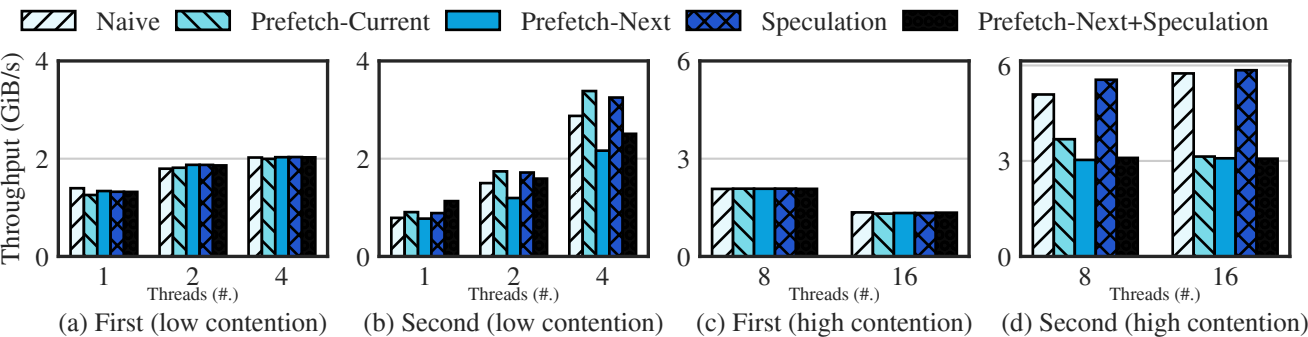 Naive Prefetch-Current Prefetch-Next Speculation Prefetch-Next+Speculation
Throughput (GiB/s)
4
2
0
1 2 4
Threads (#.)
(a) First (low contention)
4
2
0
1 2 4
Threads (#.)
(b) Second (low contention)
6
3
0
8 16
Threads (#.)
(c) First (high contention)
6
3
0
8 16
Threads (#.)
(d) Second (high contention)